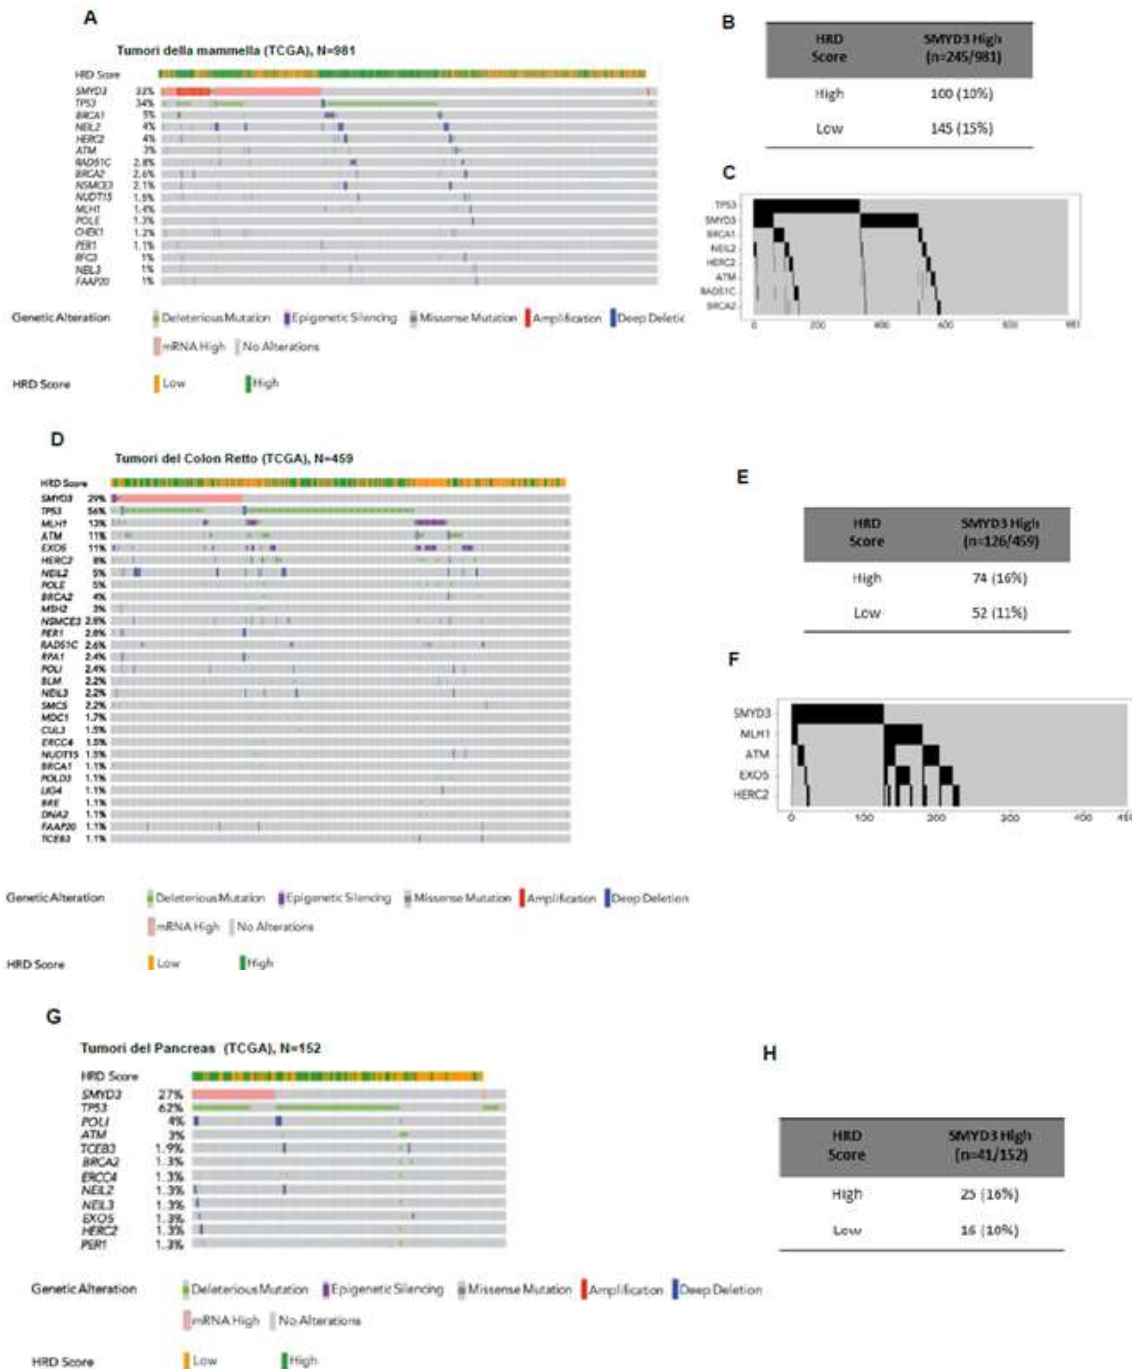 A
Tumori della mammella (TCGA), N=981
HRD Score
SMYD3 33%
TP53 34%
BRCA1 5%
NEIL2 4%
HERC2 4%
ATM 3%
RAD51C 2.8%
BRCA2 2.6%
NSMCE3 2.1%
NUDT15 1.5%
MLH1 1.4%
POLE 1.3%
CHEK1 1.2%
PER1 1.1%
RFC3 1%
NEIL3 1%
FAAP20 1%
Genetic Alteration Deleterious Mutation Epigenetic Silencing Missense Mutation Amplification Deep Deletic
mRNA High No Alterations
HRD Score Low High
B
HRD Score SMYD3 High (n=245/981)
High 100 (10%)
Low 145 (15%)
C
TP53
SMYD3
BRCA1
NEIL2
HERC2
ATM
RAD51C
BRCA2
0 200 400 600 800 981
D
Tumori del Colon Retto (TCGA), N=459
HRD Score
SMYD3 29%
TP53 56%
MLH1 13%
ATM 11%
EXO5 11%
HERC2 8%
NEIL2 5%
POLE 5%
BRCA2 4%
MSH2 3%
NSMCE3 2.8%
PER1 2.8%
RAD51C 2.6%
RPA1 2.4%
POLI 2.4%
BLM 2.2%
NEIL3 2.2%
SMC5 2.2%
MDC1 1.7%
CUL3 1.5%
ERCC4 1.5%
NUDT15 1.5%
BRCA1 1.1%
POLD3 1.1%
LIG4 1.1%
BRE 1.1%
DNA2 1.1%
FAAP20 1.1%
TCEB3 1.1%
Genetic Alteration Deleterious Mutation Epigenetic Silencing Missense Mutation Amplification Deep Deletion
mRNA High No Alterations
HRD Score Low High
E
HRD Score SMYD3 High (n=126/459)
High 74 (16%)
Low 52 (11%)
F
SMYD3
MLH1
ATM
EXO5
HERC2
0 100 200 300 400
G
Tumori del Pancreas (TCGA), N=152
HRD Score
SMYD3 27%
TP53 62%
POLI 4%
ATM 3%
TCEB3 1.9%
BRCA2 1.3%
ERCC4 1.3%
NEIL2 1.3%
NEIL3 1.3%
EXO5 1.3%
HERC2 1.3%
PER1 1.3%
Genetic Alteration Deleterious Mutation Epigenetic Silencing Missense Mutation Amplification Deep Deletion
mRNA High No Alterations
HRD Score Low High
H
HRD Score SMYD3 High (n=41/152)
High 25 (16%)
Low 16 (10%)